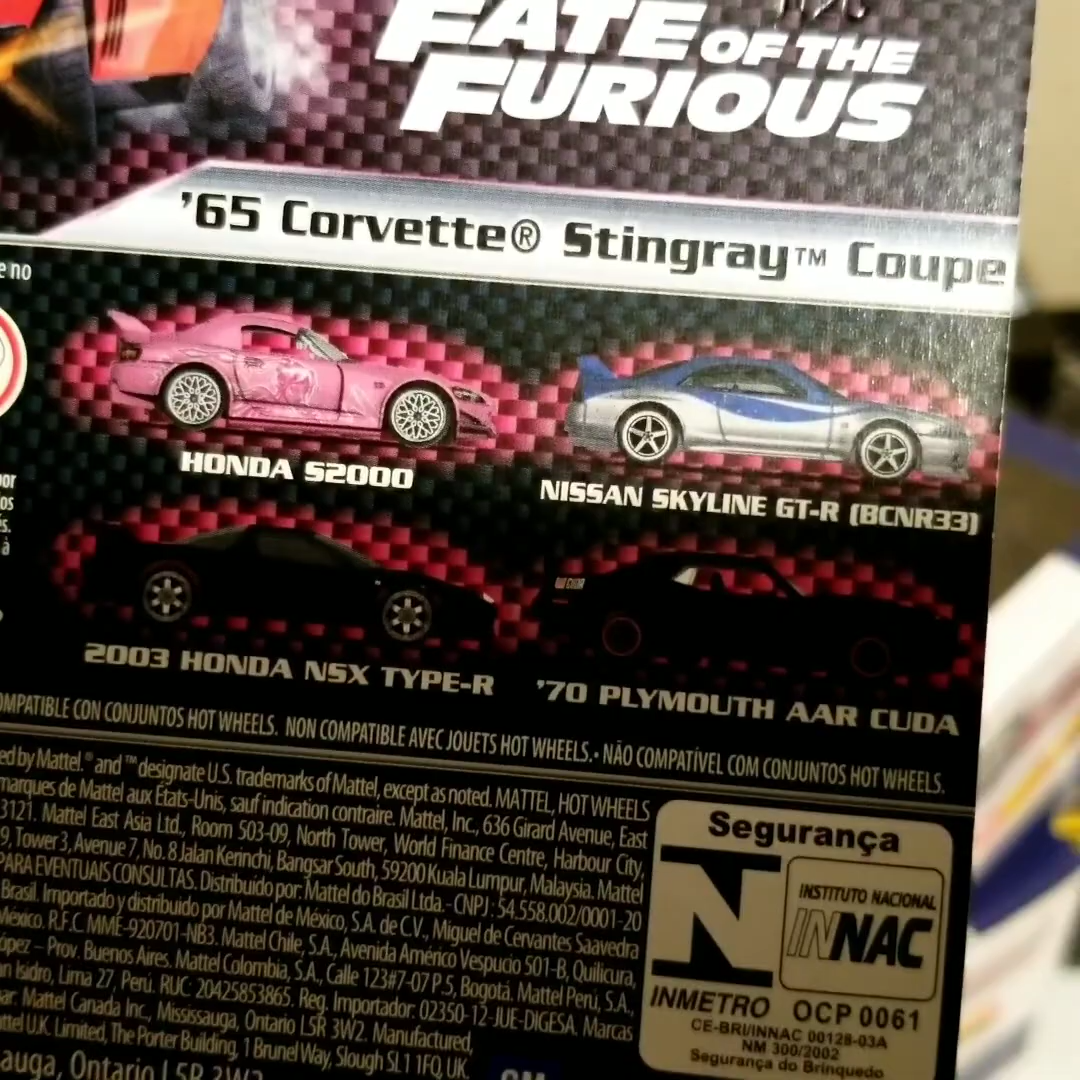 FATE OF THE
FURIOUS
'65 Corvette® Stingray™ Coupe
e no
HONDA S2000
NISSAN SKYLINE GT-R (BCNR33)
2003 HONDA NSX TYPE-R
'70 PLYMOUTH AAR CUDA
OMPATIBLE CON CONJUNTOS HOT WHEELS. NON COMPATIBLE AVEC JOUETS HOT WHEELS. • NÃO COMPATÍVEL COM CONJUNTOS HOT WHEELS.
ed by Mattel.® and ™ designate U.S. trademarks of Mattel, except as noted. MATTEL, HOT WHEELS
marques de Mattel aux États-Unis, sauf indication contraire. Mattel, Inc., 636 Girard Avenue, East
3121. Mattel East Asia Ltd., Room 503-09, North Tower, World Finance Centre, Harbour City,
9, Tower 3, Avenue 7, No. 8 Jalan Kerinchi, Bangsar South, 59200 Kuala Lumpur, Malaysia. Mattel
PARA EVENTUAIS CONSULTAS. Distribuido por: Mattel do Brasil Ltda.- CNPJ: 54.558.002/0001-20
Brasil. Importado y distribuido por Mattel de México, S.A. de C.V., Miguel de Cervantes Saavedra
México. R.F.C. MME-920701-NB3. Mattel Chile, S.A., Avenida Américo Vespucio 501-B, Quilicura,
ópez – Prov. Buenos Aires. Mattel Colombia, S.A., Calle 123#7-07 P.5, Bogotá. Mattel Perú, S.A.,
n Isidro, Lima 27, Perú. RUC: 20425853865. Reg. Importador: 02350-12-JUE-DIGESA. Marcas
ar: Mattel Canada Inc., Mississauga, Ontario L5R 3W2. Manufactured,
ttel U.K. Limited, The Porter Building, 1 Brunel Way, Slough SL1 1FQ, UK.
auga, Ontario L5R 3W2
Segurança
N
INSTITUTO NACIONAL
INNAC
INMETRO OCP 0061
CE-BRI/INNAC 00128-03A
NM 300/2002
Segurança do Brinquedo
GM